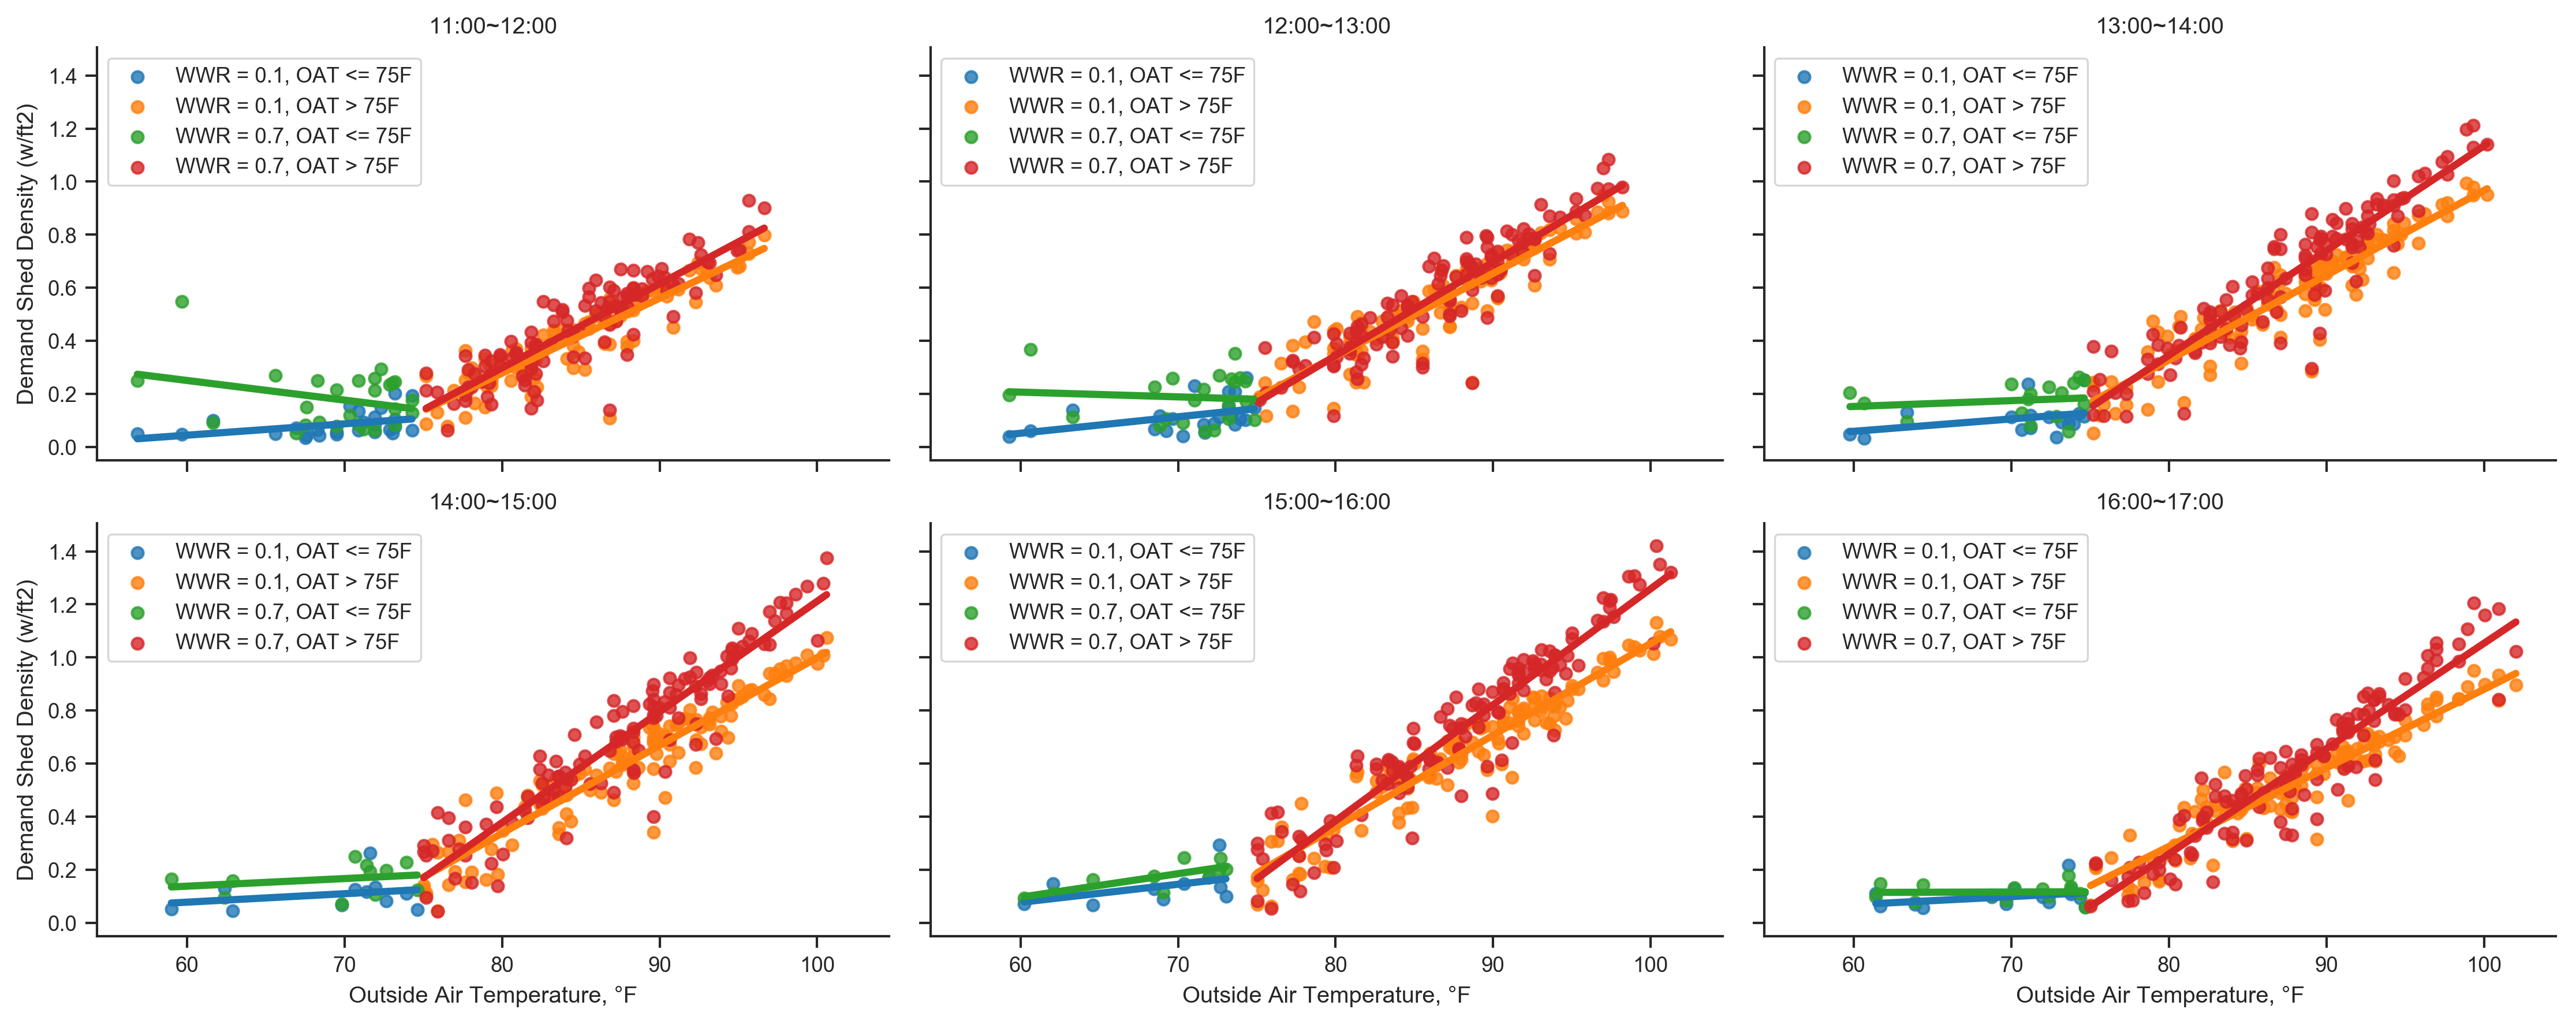 11:00~12:00
12:00~13:00
13:00~14:00
Demand Shed Density (w/ft2)
1.4
1.2
1.0
0.8
0.6
0.4
0.2
0.0
WWR = 0.1, OAT <= 75F
WWR = 0.1, OAT > 75F
WWR = 0.7, OAT <= 75F
WWR = 0.7, OAT > 75F
WWR = 0.1, OAT <= 75F
WWR = 0.1, OAT > 75F
WWR = 0.7, OAT <= 75F
WWR = 0.7, OAT > 75F
WWR = 0.1, OAT <= 75F
WWR = 0.1, OAT > 75F
WWR = 0.7, OAT <= 75F
WWR = 0.7, OAT > 75F
14:00~15:00
15:00~16:00
16:00~17:00
Demand Shed Density (w/ft2)
1.4
1.2
1.0
0.8
0.6
0.4
0.2
0.0
WWR = 0.1, OAT <= 75F
WWR = 0.1, OAT > 75F
WWR = 0.7, OAT <= 75F
WWR = 0.7, OAT > 75F
WWR = 0.1, OAT <= 75F
WWR = 0.1, OAT > 75F
WWR = 0.7, OAT <= 75F
WWR = 0.7, OAT > 75F
WWR = 0.1, OAT <= 75F
WWR = 0.1, OAT > 75F
WWR = 0.7, OAT <= 75F
WWR = 0.7, OAT > 75F
60 70 80 90 100
60 70 80 90 100
60 70 80 90 100
Outside Air Temperature, °F
Outside Air Temperature, °F
Outside Air Temperature, °F